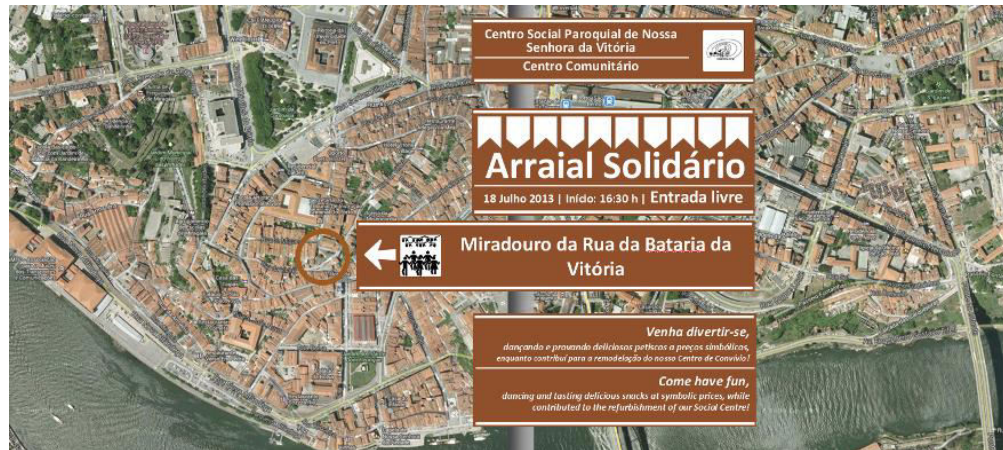 Centro Social Paroquial de Nossa
Senhora da Vitória
Centro Comunitário
Arraial Solidário
18 Julho 2013 | Início: 16:30 h | Entrada livre
Miradouro da Rua da Bataria da
Vitória
Venha divertir-se,
dançando e provando deliciosos petiscos a preços simbólicos,
enquanto contribuí para a remodelação do nosso Centro de Convívio!
Come have fun,
dancing and tasting delicious snacks at symbolic prices, while
contributed to the refurbishment of our Social Centre!